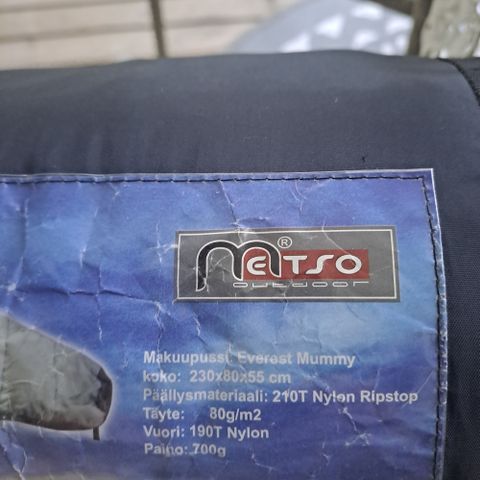 metso®
outdoor
Makuupussi: Everest Mummy
koko: 230x80x55 cm
Päällysmateriaali: 210T Nylon Ripstop
Täyte: 80g/m2
Vuori: 190T Nylon
Paino: 700g